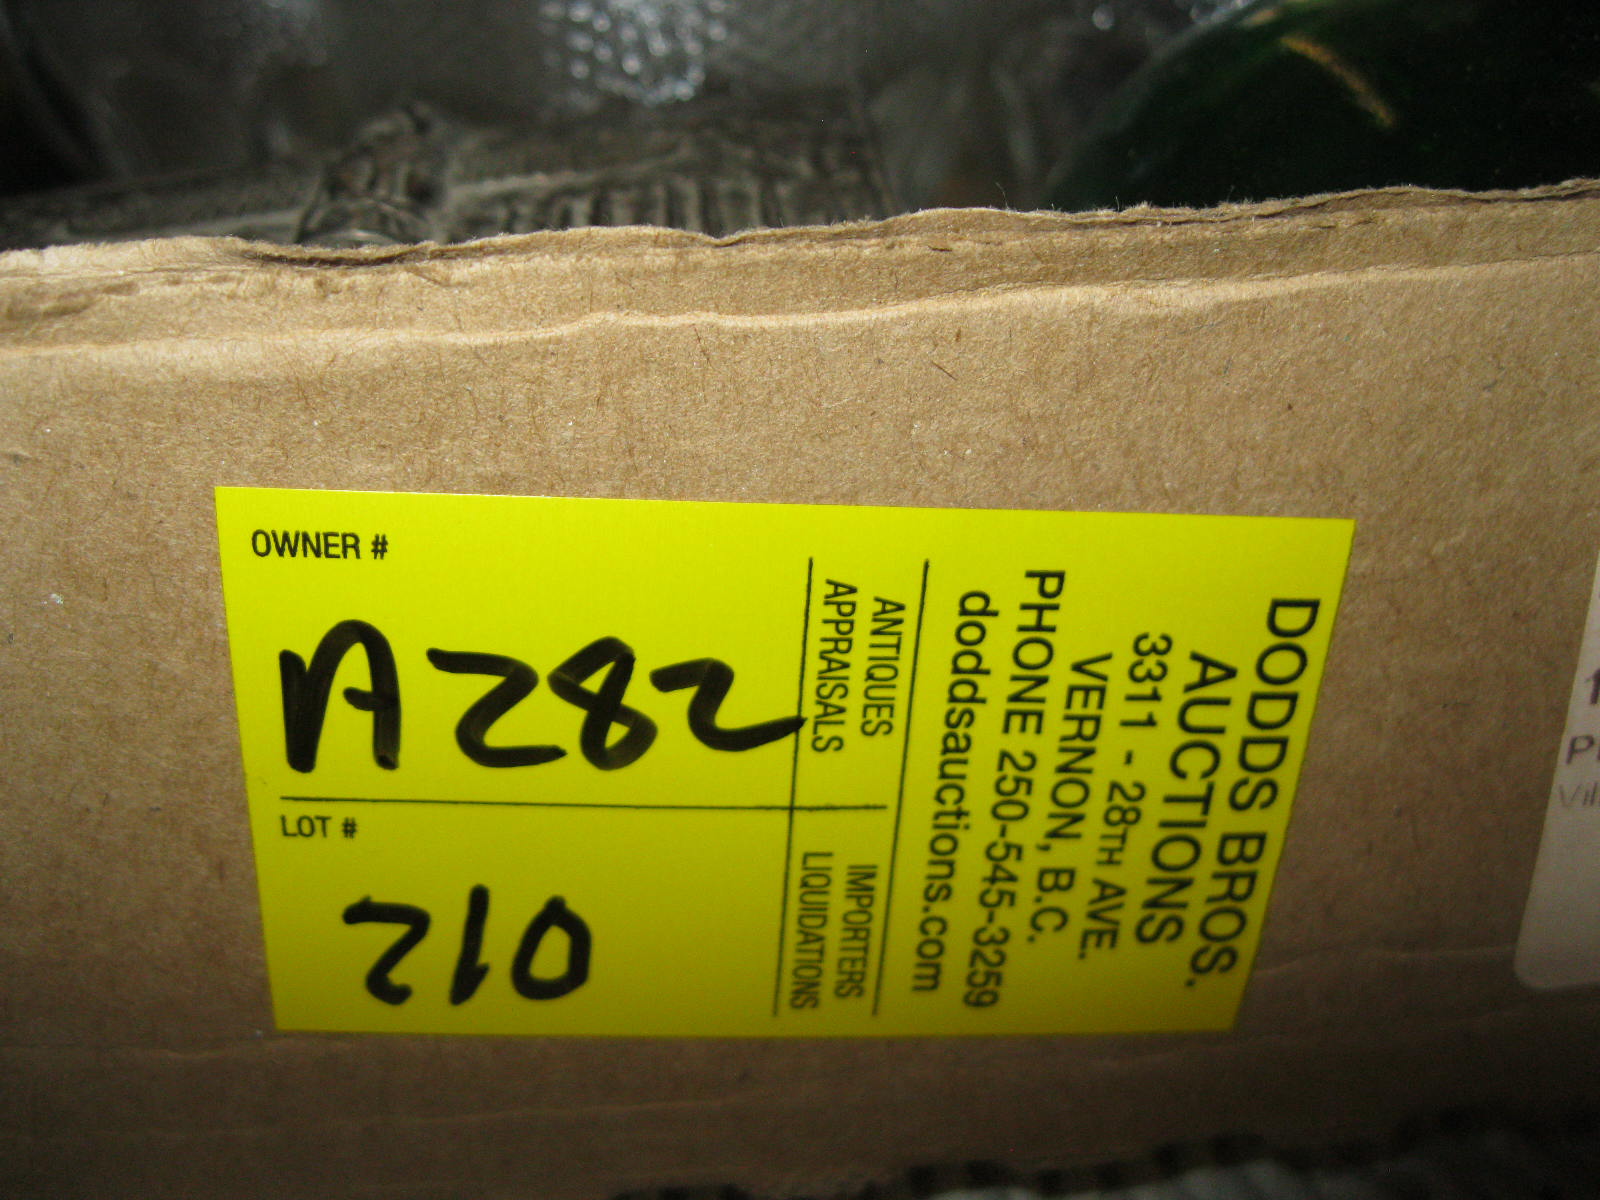 OWNER #
A282
LOT #
210
DODDS BROS.
AUCTIONS
3311 - 28TH AVE.
VERNON, B.C.
PHONE 250-545-3259
doddsauctions.com
ANTIQUES
APPRAISALS
IMPORTERS
LIQUIDATIONS